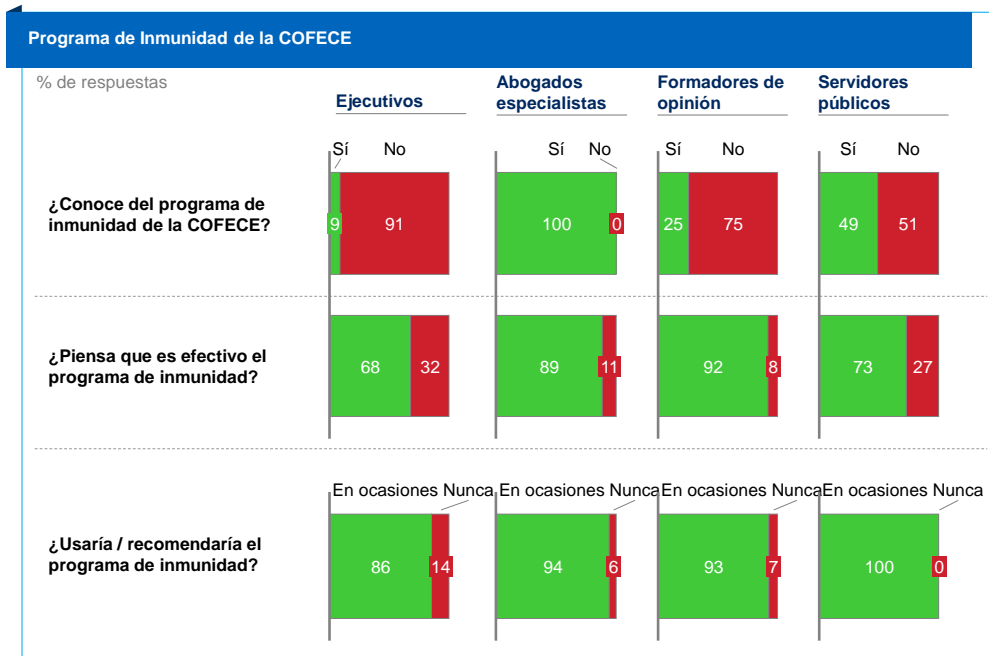 Programa de Inmunidad de la COFECE
% de respuestas
Ejecutivos
Abogados
especialistas
Formadores de
opinión
Servidores
públicos
Sí No Sí No Sí No Sí No
¿Conoce del programa de
inmunidad de la COFECE?
9 91 100 0 25 75 49 51
¿Piensa que es efectivo el
programa de inmunidad?
68 32 89 11 92 8 73 27
En ocasiones Nunca En ocasiones Nunca En ocasiones Nunca En ocasiones Nunca
¿Usaría / recomendaría el
programa de inmunidad?
86 14 94 6 93 7 100 0